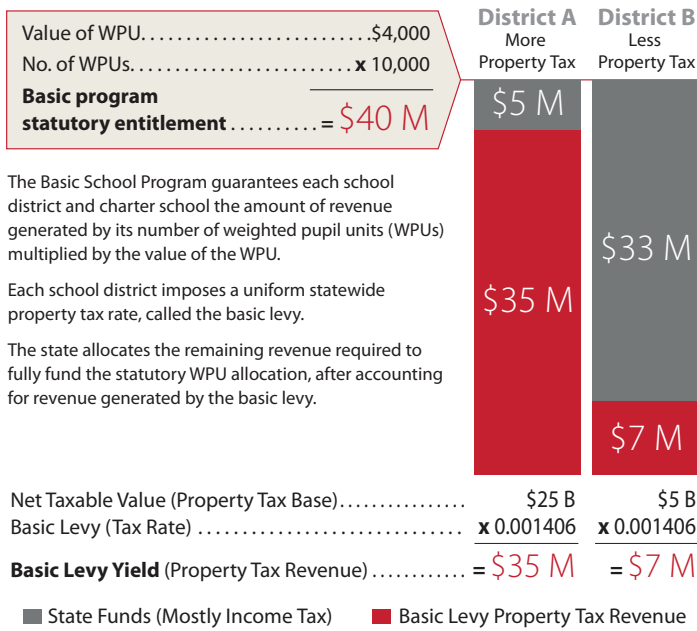 Value of WPU...........................$4,000
No. of WPUs......................... x 10,000
Basic program
statutory entitlement .......... = $40 M
District A
More
Property Tax
District B
Less
Property Tax
$5 M
$35 M
$33 M
$7 M
The Basic School Program guarantees each school
district and charter school the amount of revenue
generated by its number of weighted pupil units (WPUs)
multiplied by the value of the WPU.
Each school district imposes a uniform statewide
property tax rate, called the basic levy.
The state allocates the remaining revenue required to
fully fund the statutory WPU allocation, after accounting
for revenue generated by the basic levy.
Net Taxable Value (Property Tax Base)................ $25 B $5 B
Basic Levy (Tax Rate) ................................ x 0.001406 x 0.001406
Basic Levy Yield (Property Tax Revenue) ............ = $35 M = $7 M
State Funds (Mostly Income Tax) Basic Levy Property Tax Revenue